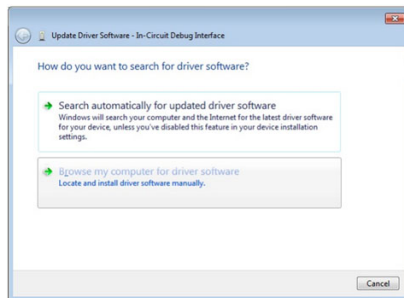 Update Driver Software - In-Circuit Debug Interface
How do you want to search for driver software?
Search automatically for updated driver software
Windows will search your computer and the Internet for the latest driver software
for your device, unless you've disabled this feature in your device installation
settings.
Browse my computer for driver software
Locate and install driver software manually.
Cancel